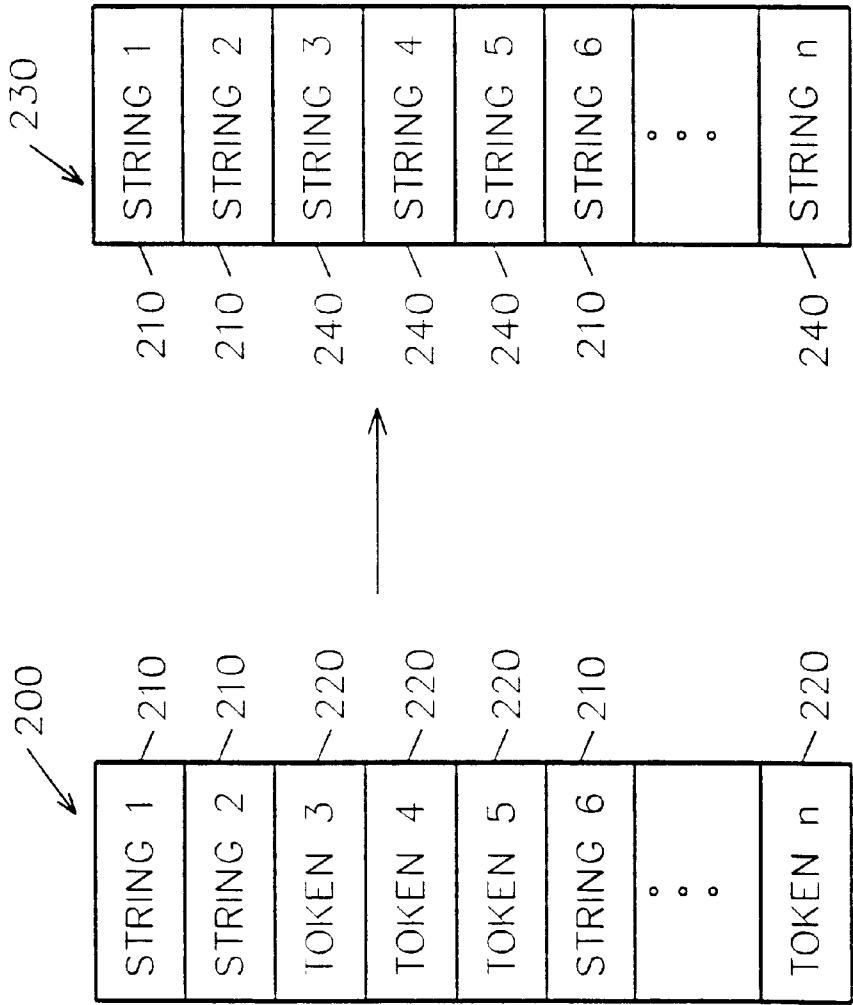 200
STRING 1
210
STRING 2
210
TOKEN 3
220
TOKEN 4
220
TOKEN 5
220
STRING 6
210
TOKEN n
220
230
210
STRING 1
210
STRING 2
240
STRING 3
240
STRING 4
240
STRING 5
210
STRING 6
240
STRING n